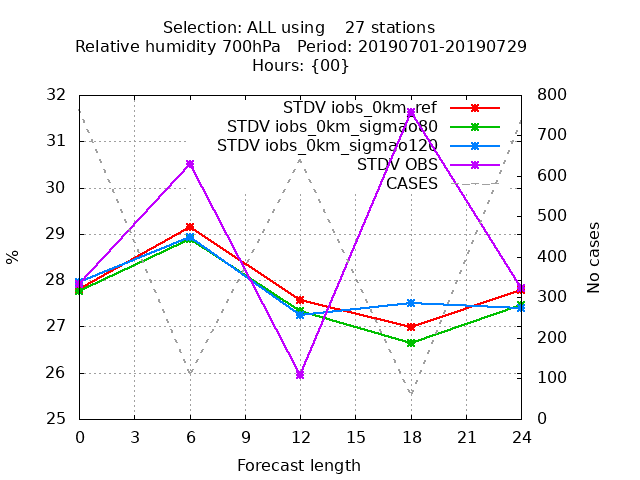 Selection: ALL using    27 stations
Relative humidity 700hPa   Period: 20190701-20190729
Hours: {00}
STDV iobs_0km_ref
STDV iobs_0km_sigmao80
STDV iobs_0km_sigmao120
STDV OBS
CASES
%
32
31
30
29
28
27
26
25
No cases
800
700
600
500
400
300
200
100
0
0 3 6 9 12 15 18 21 24
Forecast length